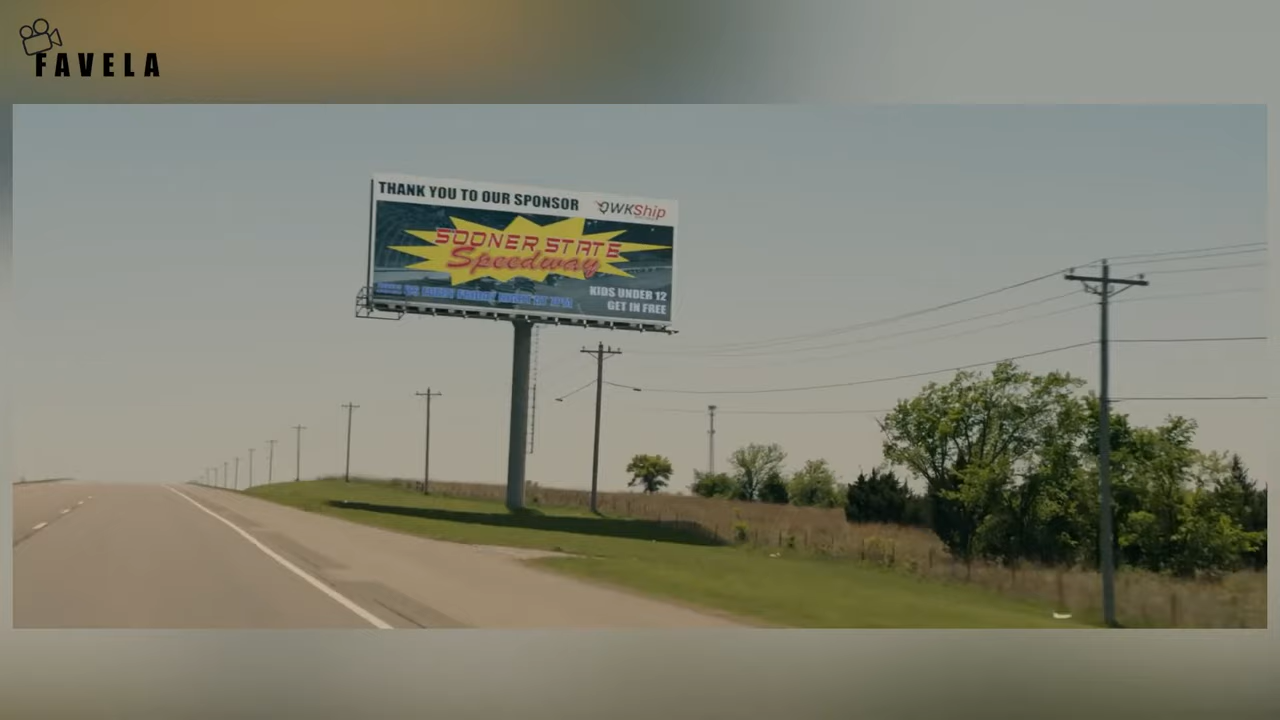 FAVELA
THANK YOU TO OUR SPONSOR
QWKShip
SOONER STATE
Speedway
KIDS UNDER 12
GET IN FREE